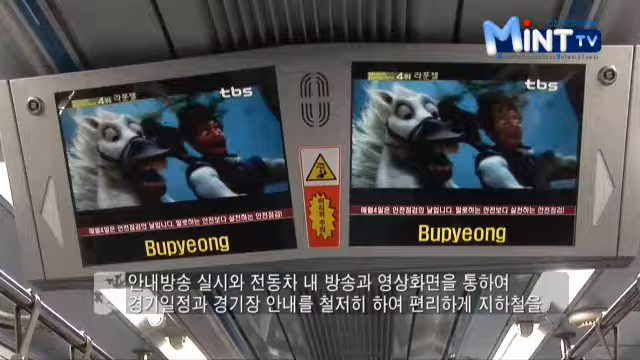 MINT TV
4위 라푼젤
tbs
4위 라푼젤
tbs
매월4일은 안전점검의 날입니다. 말로하는 안전보다 실천하는 안전점검!
매월4일은 안전점검의 날입니다. 말로하는 안전보다 실천하는 안전점검!
Bupyeong
Bupyeong
머리위 주의
안내방송 실시와 전동차 내 방송과 영상화면을 통하여
경기일정과 경기장 안내를 철저히 하여 편리하게 지하철을